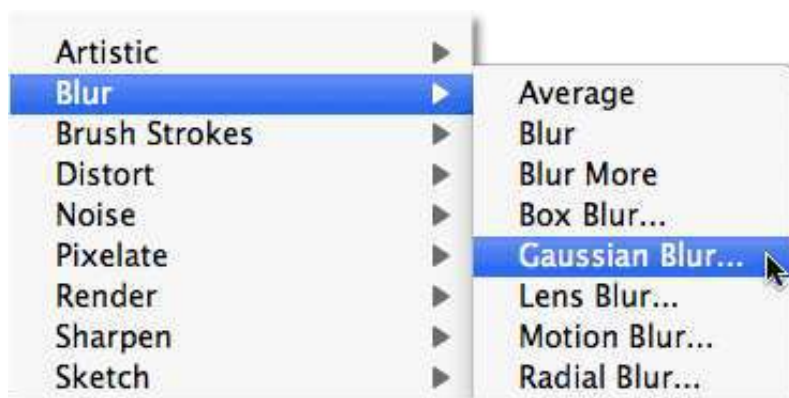 Artistic
Blur
Brush Strokes
Distort
Noise
Pixelate
Render
Sharpen
Sketch
Average
Blur
Blur More
Box Blur...
Gaussian Blur...
Lens Blur...
Motion Blur...
Radial Blur...